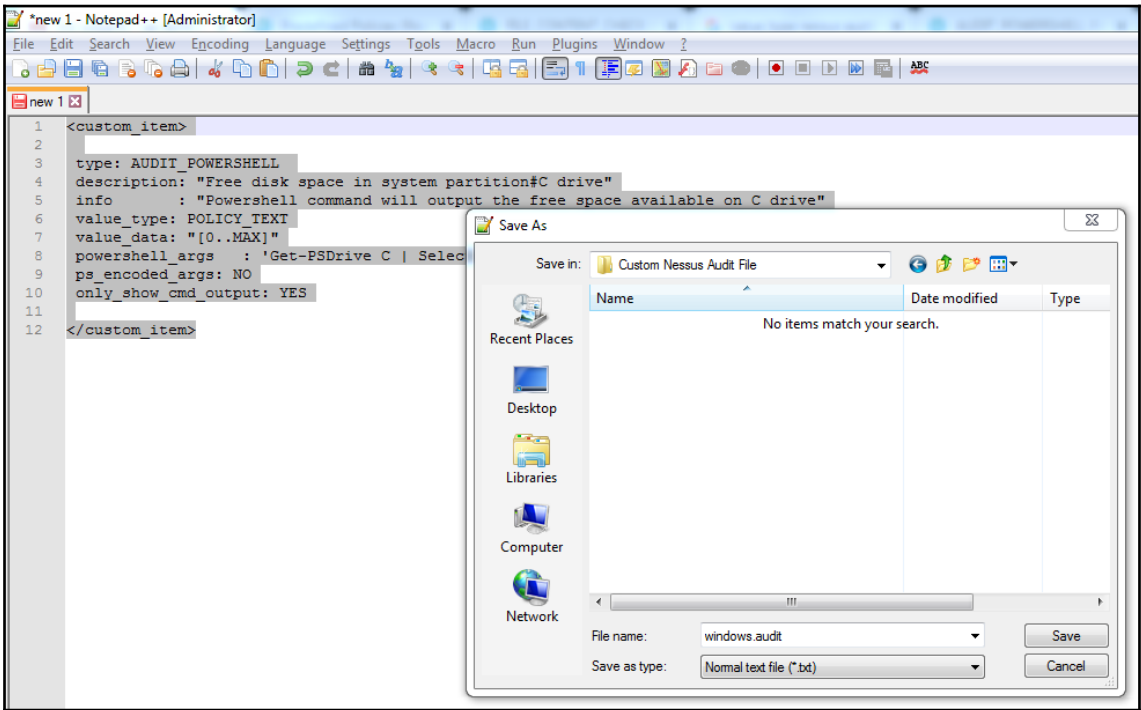 *new 1 - Notepad++ [Administrator]
File Edit Search View Encoding Language Settings Tools Macro Run Plugins Window ?
ABC
new 1
1 <custom_item>
2
3 type: AUDIT_POWERSHELL
4 description: "Free disk space in system partition#C drive"
5 info : "Powershell command will output the free space available on C drive"
6 value_type: POLICY_TEXT
7 value_data: "[0..MAX]"
8 powershell_args : 'Get-PSDrive C | Selec
9 ps_encoded_args: NO
10 only_show_cmd_output: YES
11
12 </custom_item>
Save As
Save in: Custom Nessus Audit File
Name Date modified Type
No items match your search.
Recent Places
Desktop
Libraries
Computer
Network
File name: windows.audit Save
Save as type: Normal text file (*.txt) Cancel